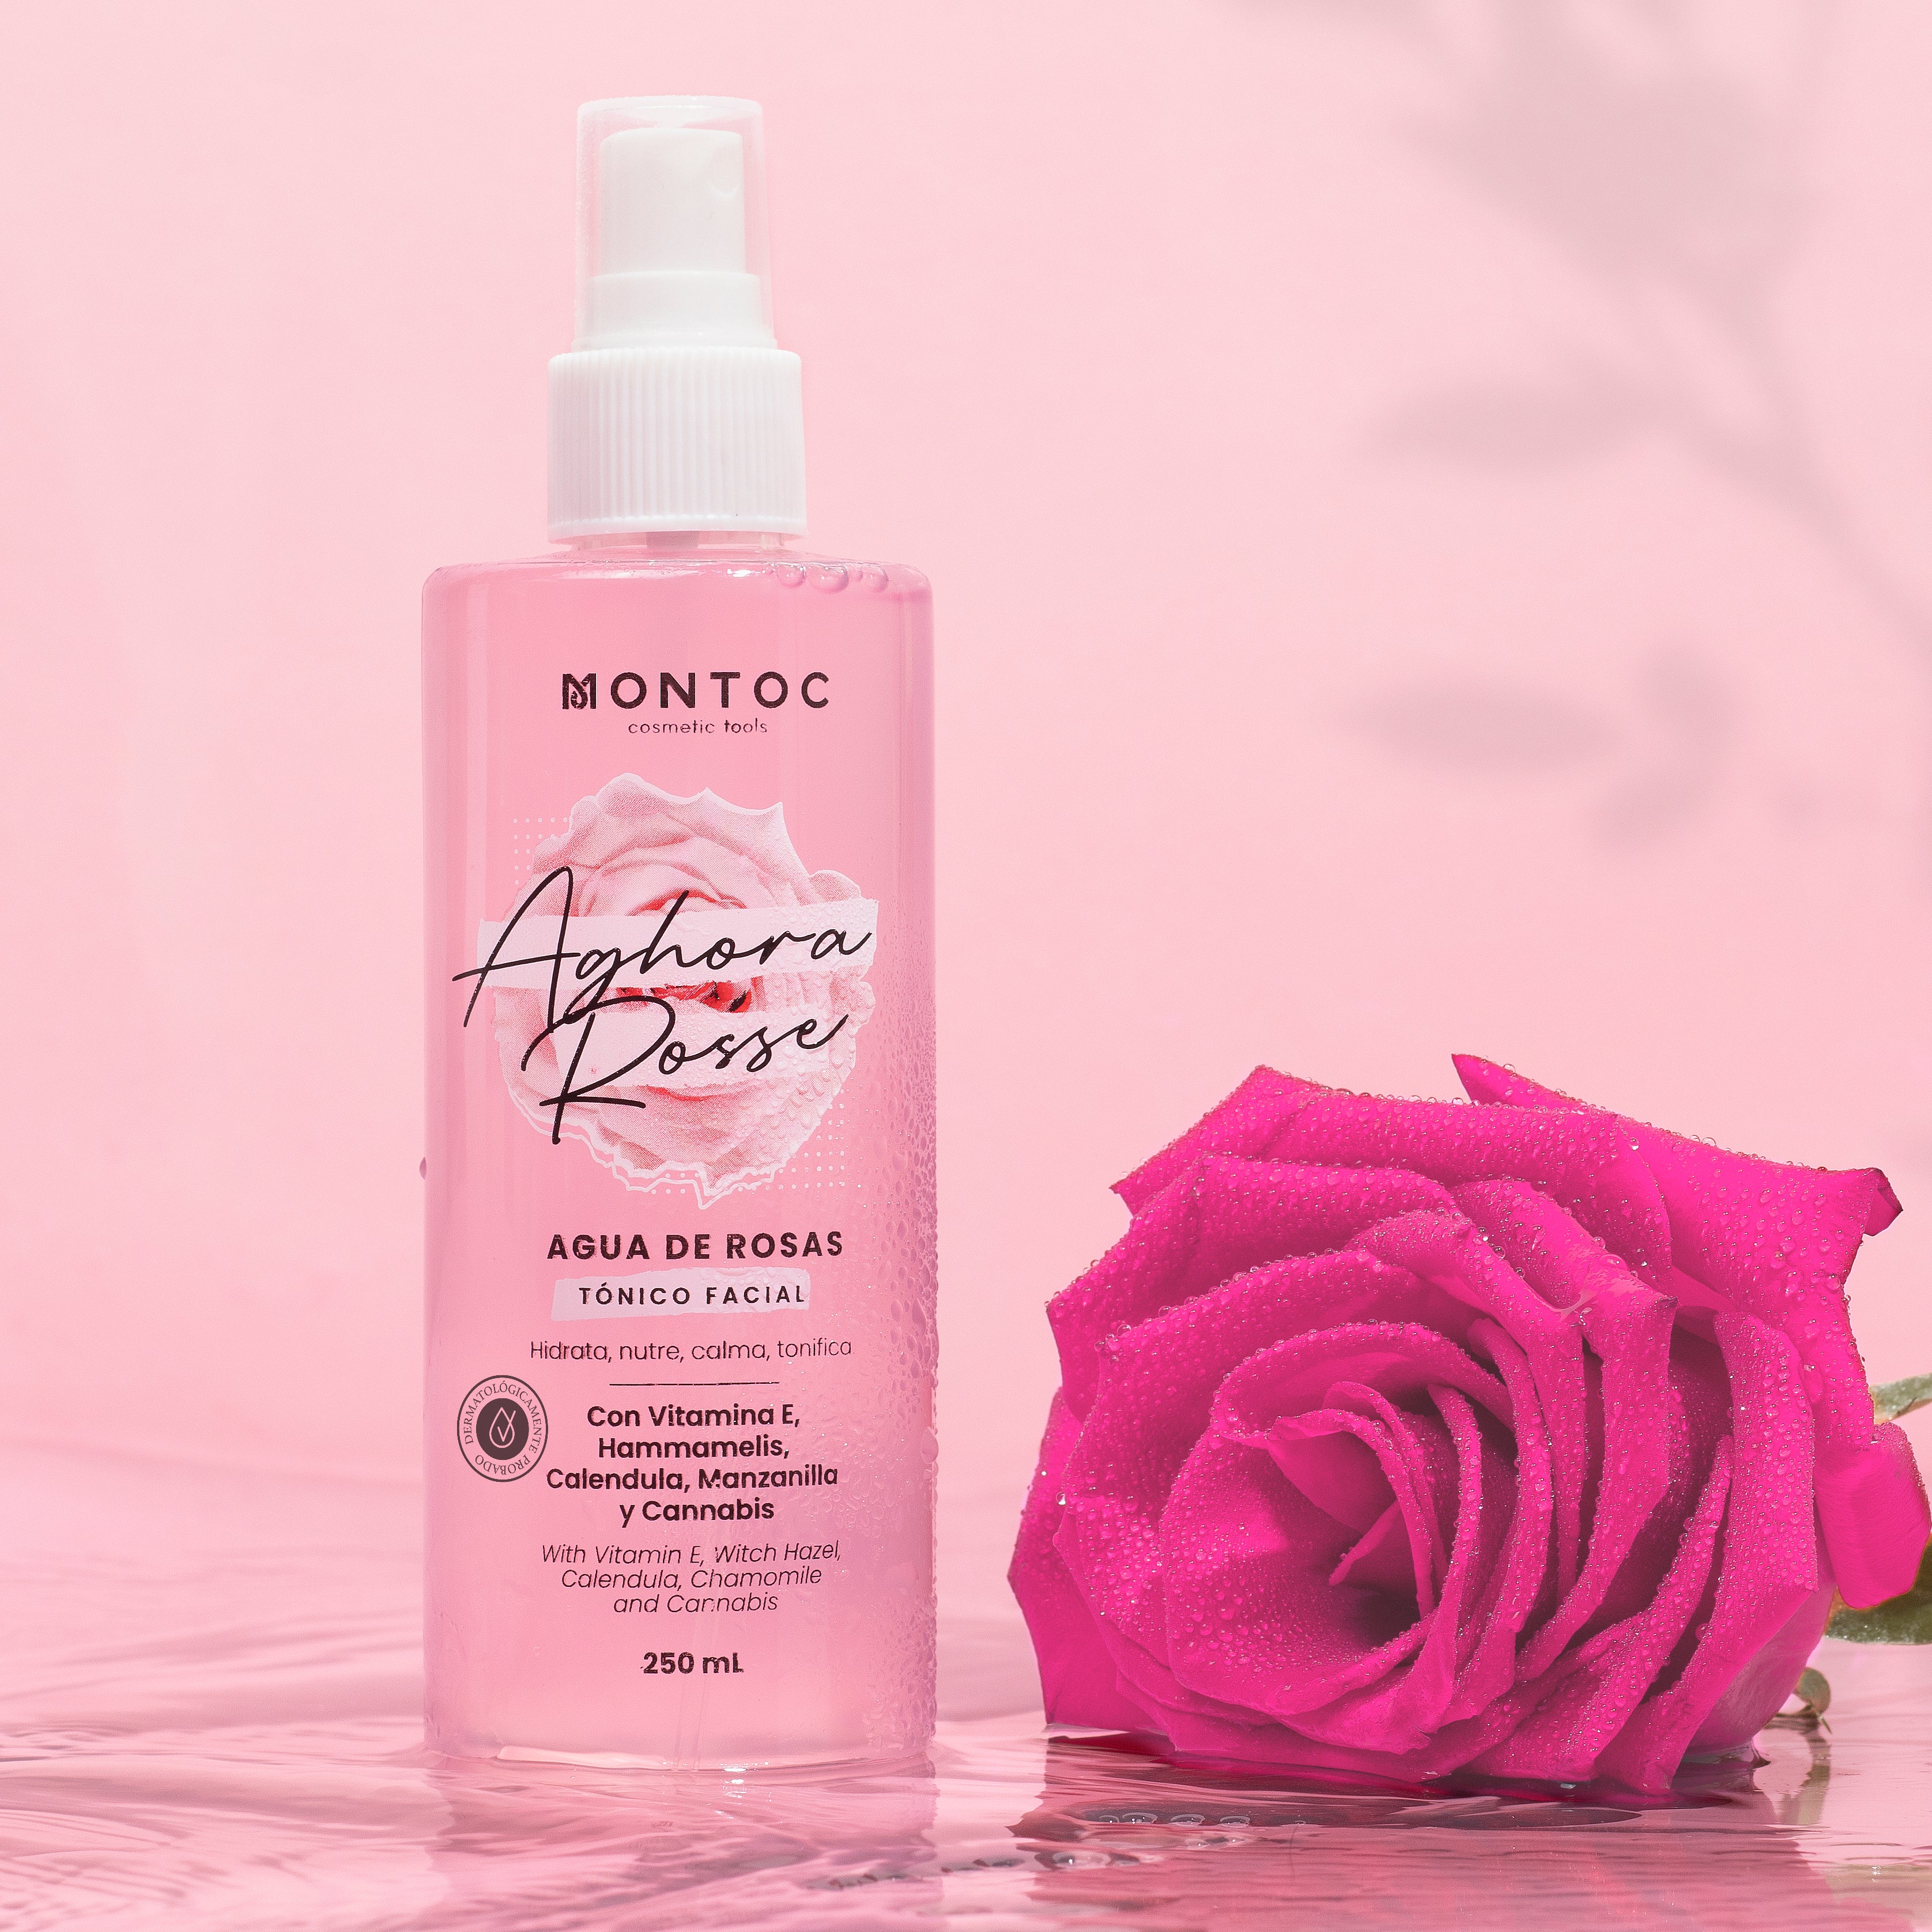 MONTOC
cosmetic tools
Aghora
Rosse
AGUA DE ROSAS
TÓNICO FACIAL
Hidrata, nutre, calma, tonifica
DERMATOLÓGICAMENTE PROBADO
Con Vitamina E,
Hammamelis,
Calendula, Manzanilla
y Cannabis
With Vitamin E, Witch Hazel,
Calendula, Chamomile
and Cannabis
250 mL